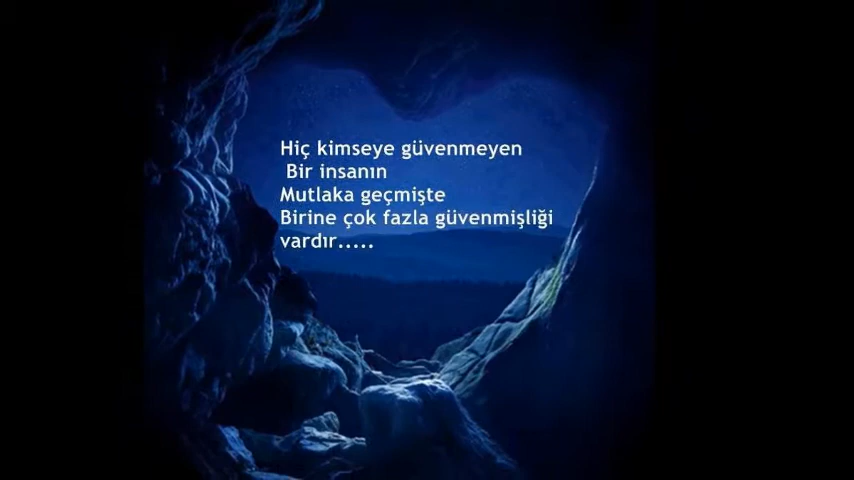 Hiç kimseye güvenmeyen
Bir insanın
Mutlaka geçmişte
Birine çok fazla güvenmişliği
vardır.....